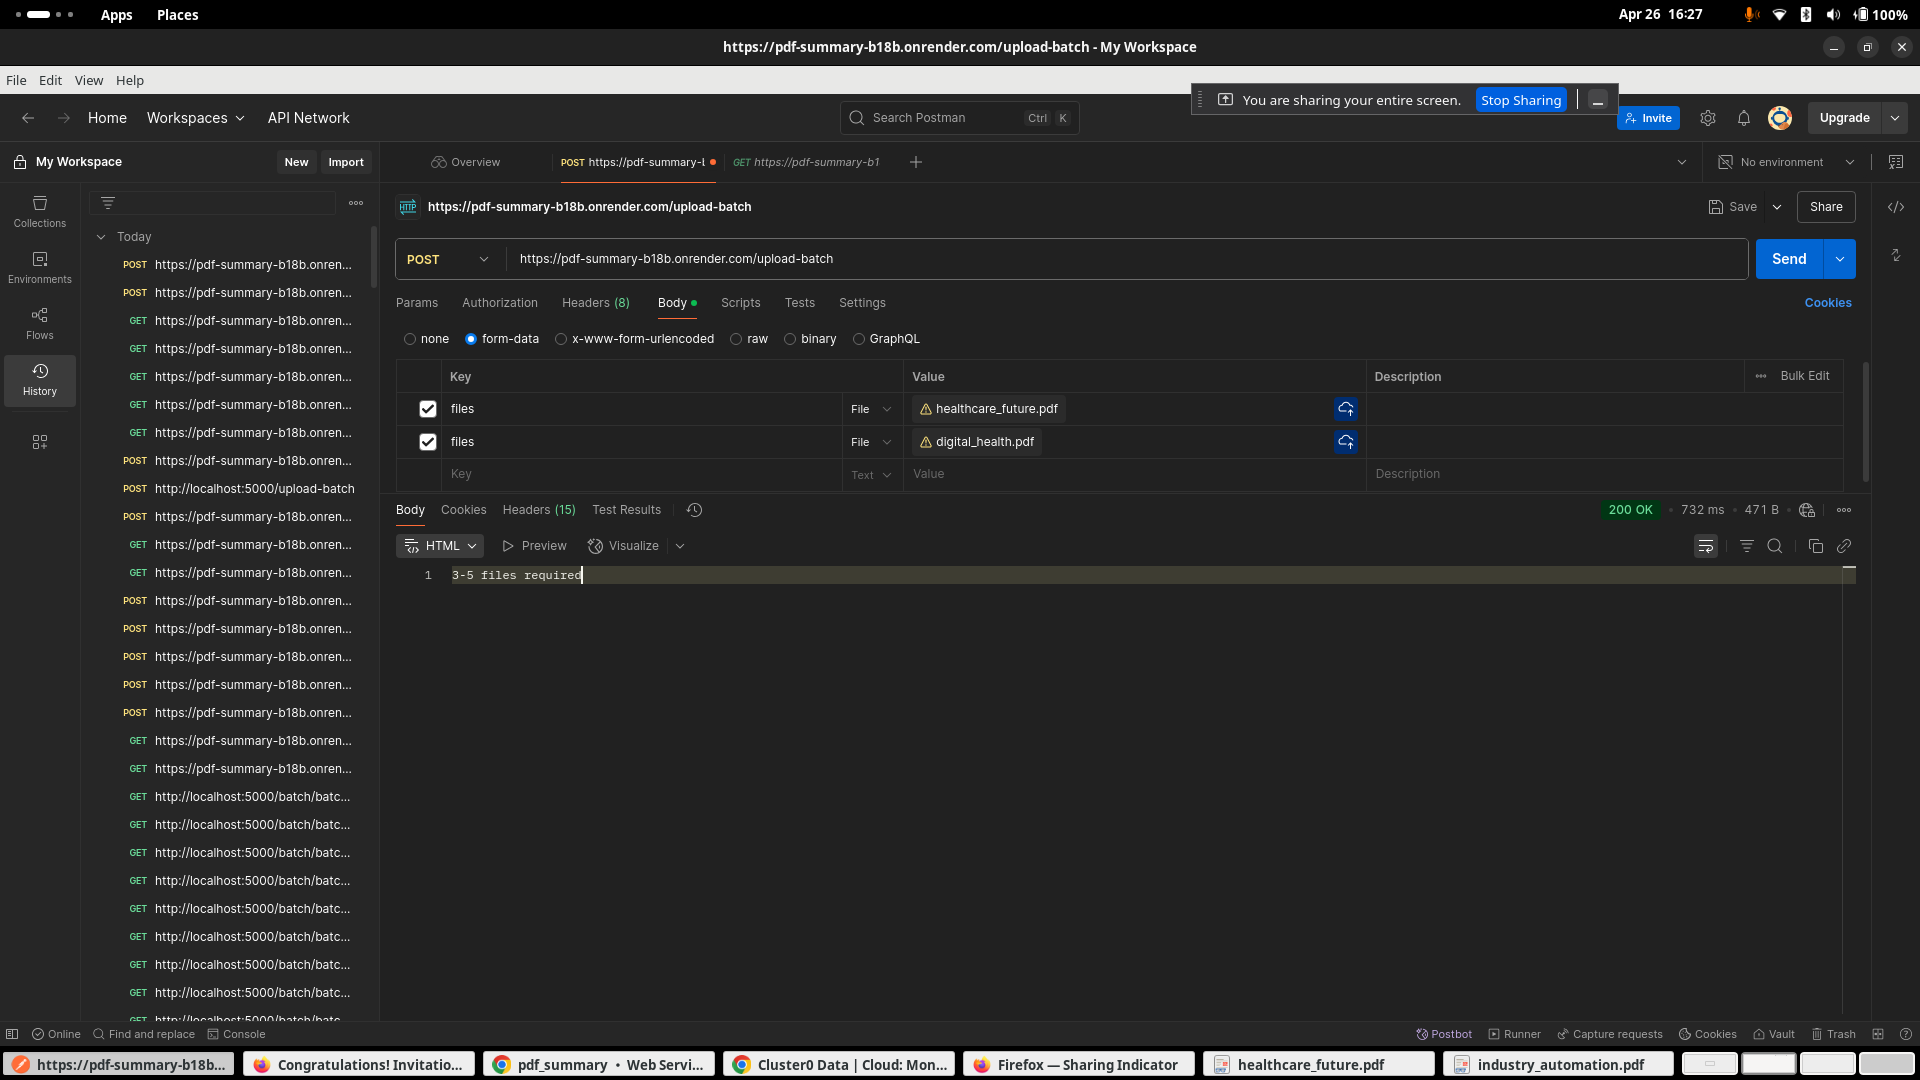 Apps Places
Apr 26 16:27
100%
https://pdf-summary-b18b.onrender.com/upload-batch - My Workspace
File Edit View Help
You are sharing your entire screen. Stop Sharing
Home Workspaces API Network
Search Postman Ctrl K
Invite
Upgrade
My Workspace
New Import
Overview
POST https://pdf-summary-b
GET https://pdf-summary-b1
No environment
Collections
Environments
Flows
History
Today
POST https://pdf-summary-b18b.onren...
POST https://pdf-summary-b18b.onren...
GET https://pdf-summary-b18b.onren...
GET https://pdf-summary-b18b.onren...
GET https://pdf-summary-b18b.onren...
GET https://pdf-summary-b18b.onren...
GET https://pdf-summary-b18b.onren...
POST https://pdf-summary-b18b.onren...
POST http://localhost:5000/upload-batch
POST https://pdf-summary-b18b.onren...
GET https://pdf-summary-b18b.onren...
GET https://pdf-summary-b18b.onren...
POST https://pdf-summary-b18b.onren...
POST https://pdf-summary-b18b.onren...
POST https://pdf-summary-b18b.onren...
POST https://pdf-summary-b18b.onren...
POST https://pdf-summary-b18b.onren...
GET https://pdf-summary-b18b.onren...
GET https://pdf-summary-b18b.onren...
GET http://localhost:5000/batch/batc...
GET http://localhost:5000/batch/batc...
GET http://localhost:5000/batch/batc...
GET http://localhost:5000/batch/batc...
GET http://localhost:5000/batch/batc...
GET http://localhost:5000/batch/batc...
GET http://localhost:5000/batch/batc...
GET http://localhost:5000/batch/batc...
GET http://localhost:5000/batch/batc...
HTTP https://pdf-summary-b18b.onrender.com/upload-batch
Save
Share
POST https://pdf-summary-b18b.onrender.com/upload-batch
Send
Params Authorization Headers (8) Body Scripts Tests Settings
Cookies
none form-data x-www-form-urlencoded raw binary GraphQL
Key Value Description Bulk Edit
files File healthcare_future.pdf
files File digital_health.pdf
Key Text Value Description
Body Cookies Headers (15) Test Results
200 OK 732 ms 471 B
HTML Preview Visualize
1 3-5 files required
Online Find and replace Console
Postbot Runner Capture requests Cookies Vault Trash
https://pdf-summary-b18b...
Congratulations! Invitatio...
pdf_summary • Web Servi...
Cluster0 Data | Cloud: Mon...
Firefox — Sharing Indicator
healthcare_future.pdf
industry_automation.pdf